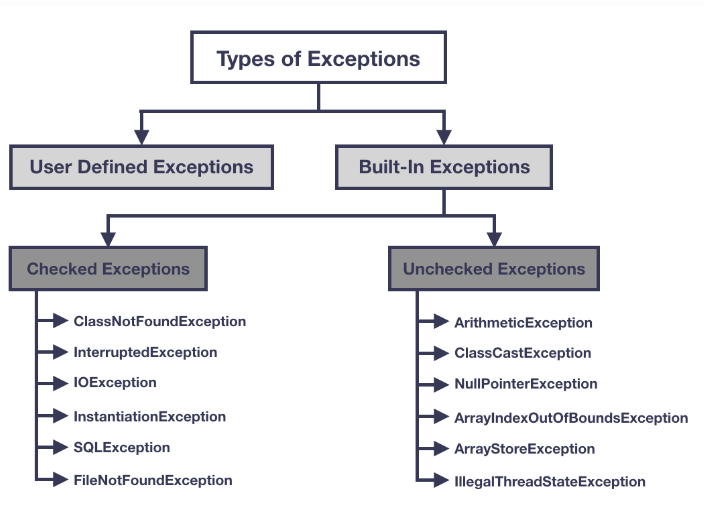 Types of Exceptions
User Defined Exceptions
Built-In Exceptions
Checked Exceptions
Unchecked Exceptions
ClassNotFoundException
InterruptedException
IOException
InstantiationException
SQLException
FileNotFoundException
ArithmeticException
ClassCastException
NullPointerException
ArrayIndexOutOfBoundsException
ArrayStoreException
IllegalThreadStateException